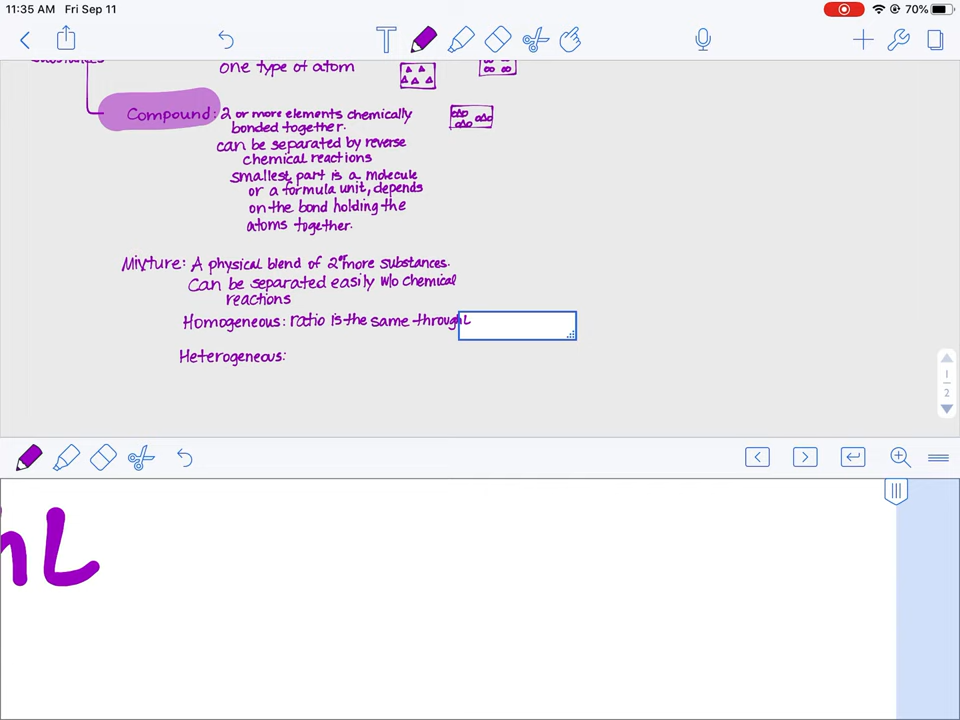 11:35 AM Fri Sep 11
70%
one type of atom
Compound: 2 or more elements chemically
bonded together.
can be separated by reverse
chemical reactions
smallest part is a molecule
or a formula unit, depends
on the bond holding the
atoms together.
Mixture: A physical blend of 2 or more substances.
Can be separated easily w/o chemical
reactions
Homogeneous: ratio is the same through
Heterogeneous:
1
2